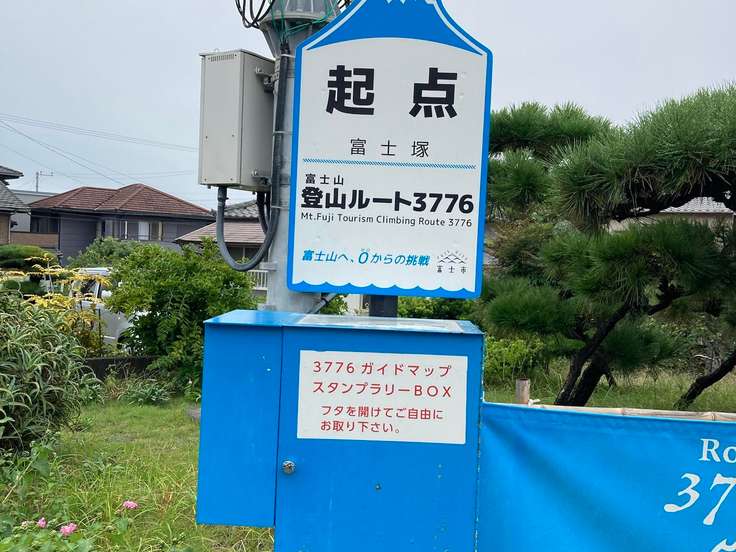 起点
富士塚
富士山
登山ルート3776
Mt.Fuji Tourism Climbing Route 3776
富士山へ、0からの挑戦
富士市
3776 ガイドマップ
スタンプラリーBOX
フタを開けてご自由に
お取り下さい。
Ro
37